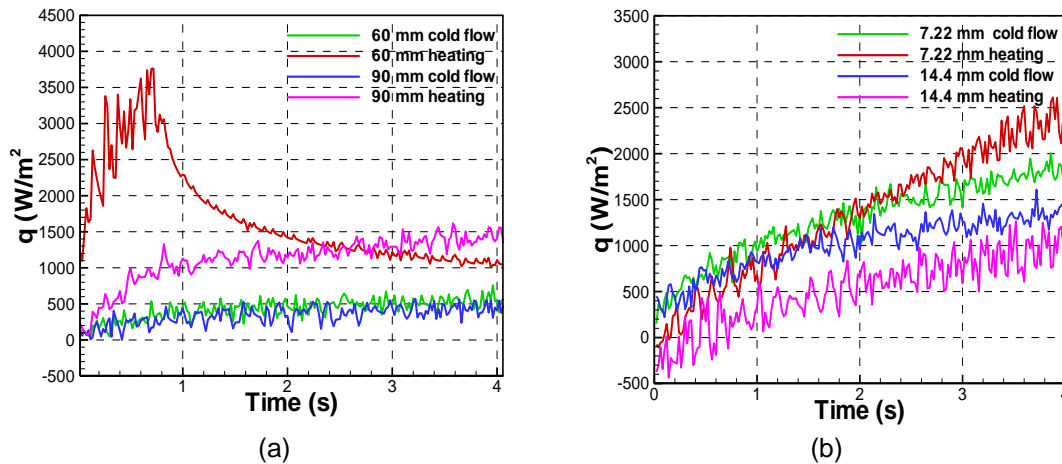 4500
4000
3500
3000
2500
2000
1500
1000
500
0
-500
q (W/m²)
60 mm cold flow
60 mm heating
90 mm cold flow
90 mm heating
1
2
3
4
Time (s)
(a)
3500
3000
2500
2000
1500
1000
500
0
-500
q (W/m²)
7.22 mm cold flow
7.22 mm heating
14.4 mm cold flow
14.4 mm heating
0
1
2
3
4
Time (s)
(b)